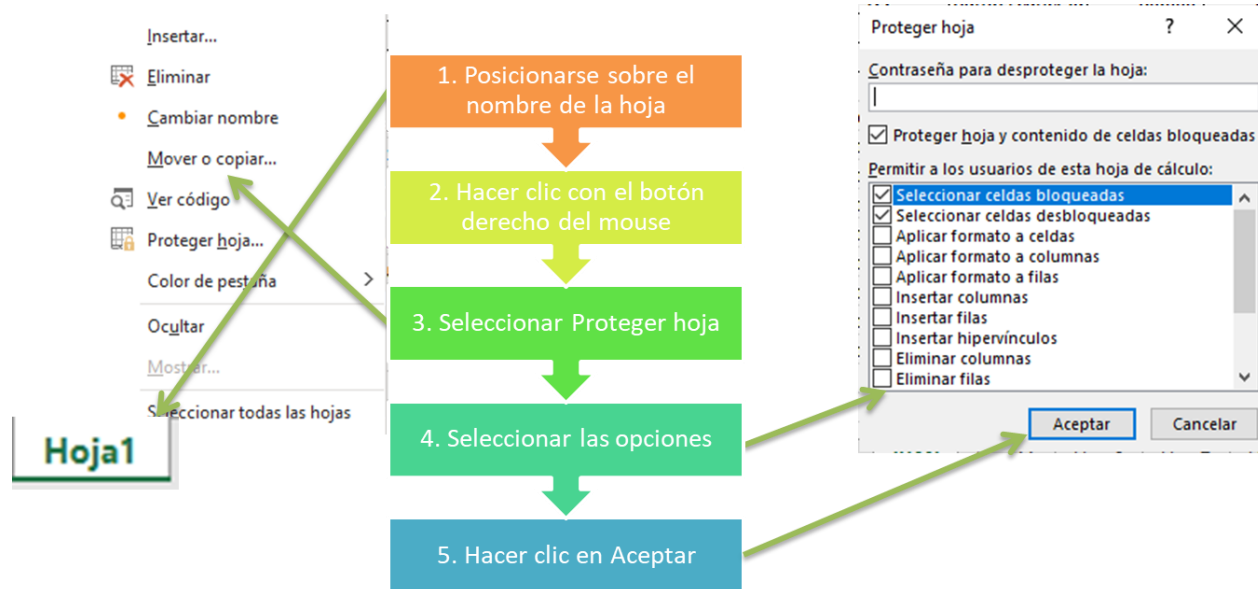 Insertar...
Eliminar
Cambiar nombre
Mover o copiar...
Ver código
Proteger hoja...
Color de pestaña
Ocultar
Mostrar...
Seleccionar todas las hojas
Hoja1
1. Posicionarse sobre el
nombre de la hoja
2. Hacer clic con el botón
derecho del mouse
3. Seleccionar Proteger hoja
4. Seleccionar las opciones
5. Hacer clic en Aceptar
Proteger hoja ? X
Contraseña para desproteger la hoja:
Proteger hoja y contenido de celdas bloqueadas
Permitir a los usuarios de esta hoja de cálculo:
Seleccionar celdas bloqueadas
Seleccionar celdas desbloqueadas
Aplicar formato a celdas
Aplicar formato a columnas
Aplicar formato a filas
Insertar columnas
Insertar filas
Insertar hipervínculos
Eliminar columnas
Eliminar filas
Aceptar Cancelar